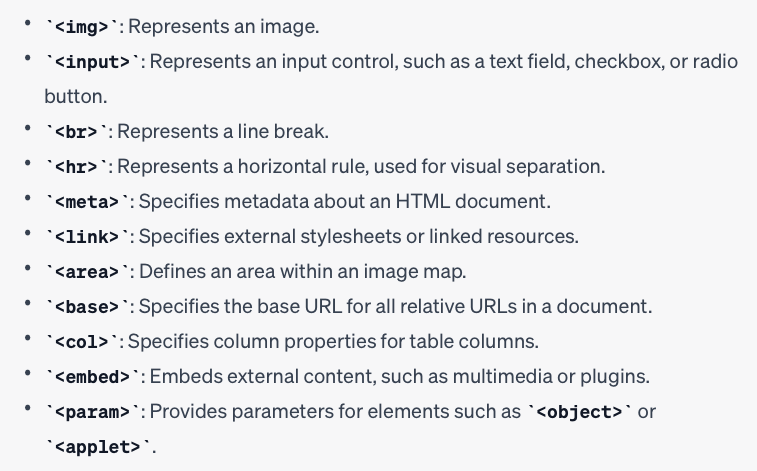 • `<img>`: Represents an image.
• `<input>`: Represents an input control, such as a text field, checkbox, or radio
button.
• `<br>`: Represents a line break.
• `<hr>`: Represents a horizontal rule, used for visual separation.
• `<meta>`: Specifies metadata about an HTML document.
• `<link>`: Specifies external stylesheets or linked resources.
• `<area>`: Defines an area within an image map.
• `<base>`: Specifies the base URL for all relative URLs in a document.
• `<col>`: Specifies column properties for table columns.
• `<embed>`: Embeds external content, such as multimedia or plugins.
• `<param>`: Provides parameters for elements such as `<object>` or
`<applet>`.